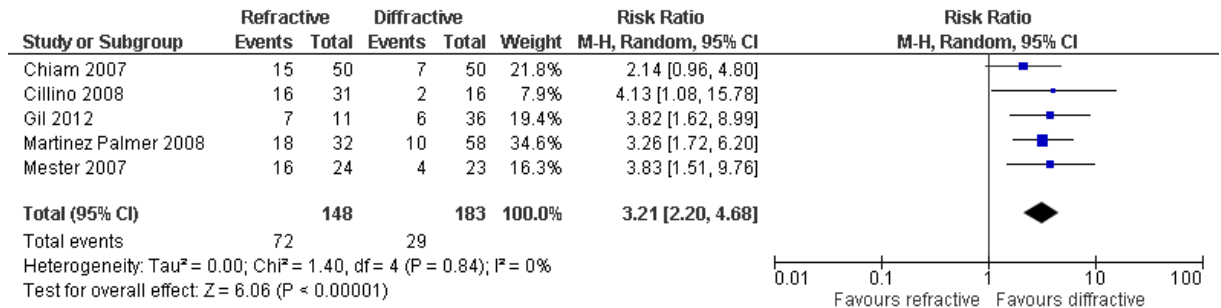 Refractive Diffractive Risk Ratio Risk Ratio
Study or Subgroup Events Total Events Total Weight M-H, Random, 95% CI M-H, Random, 95% CI
Chiam 2007 15 50 7 50 21.8% 2.14 [0.96, 4.80]
Cillino 2008 16 31 2 16 7.9% 4.13 [1.08, 15.78]
Gil 2012 7 11 6 36 19.4% 3.82 [1.62, 8.99]
Martinez Palmer 2008 18 32 10 58 34.6% 3.26 [1.72, 6.20]
Mester 2007 16 24 4 23 16.3% 3.83 [1.51, 9.76]
Total (95% CI) 148 183 100.0% 3.21 [2.20, 4.68]
Total events 72 29
Heterogeneity: Tau² = 0.00; Chi² = 1.40, df = 4 (P = 0.84); I² = 0%
Test for overall effect: Z = 6.06 (P < 0.00001)
0.01 0.1 1 10 100
Favours refractive Favours diffractive